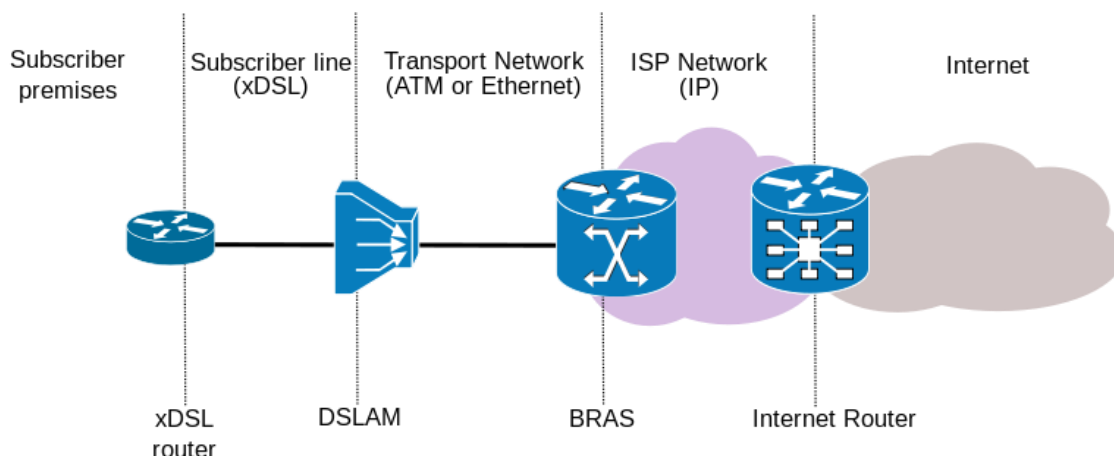 Subscriber
premises
Subscriber line
(xDSL)
Transport Network
(ATM or Ethernet)
ISP Network
(IP)
Internet
xDSL
router
DSLAM
BRAS
Internet Router